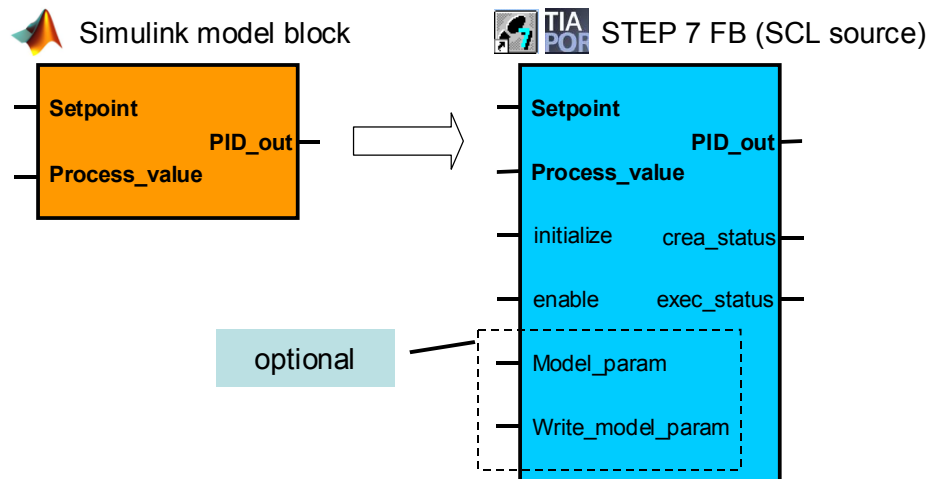 Simulink model block
Setpoint
PID_out
Process_value
7 TIA
POR
STEP 7 FB (SCL source)
Setpoint
PID_out
Process_value
initialize
crea_status
enable
exec_status
optional
Model_param
Write_model_param